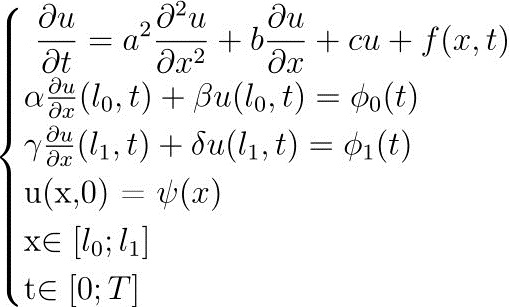 ∂u/∂t = a² ∂²u/∂x² + b ∂u/∂x + cu + f(x, t)
α ∂u/∂x (l₀, t) + βu(l₀, t) = ϕ₀(t)
γ ∂u/∂x (l₁, t) + δu(l₁, t) = ϕ₁(t)
u(x,0) = ψ(x)
x∈ [l₀; l₁]
t∈ [0; T]